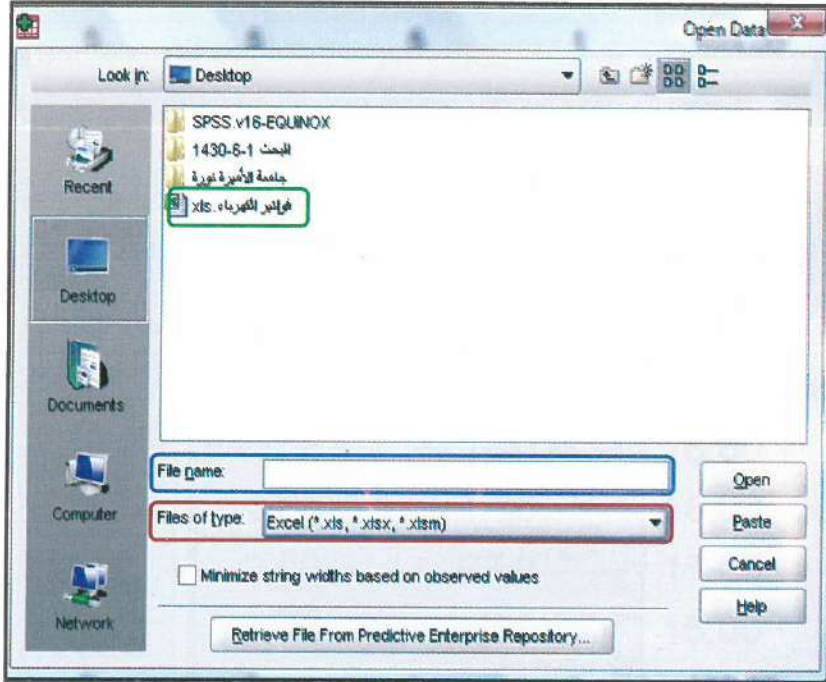 Open Data
Look in:
Desktop
SPSS.v16-EQUINOX
البحث 1-6-1430
جامعة الأميرة نورة
فواتير الكهرباء.xls
Recent
Desktop
Documents
Computer
Network
File name:
Files of type:
Excel (*.xls, *.xlsx, *.xlsm)
Minimize string widths based on observed values
Retrieve File From Predictive Enterprise Repository...
Open
Paste
Cancel
Help